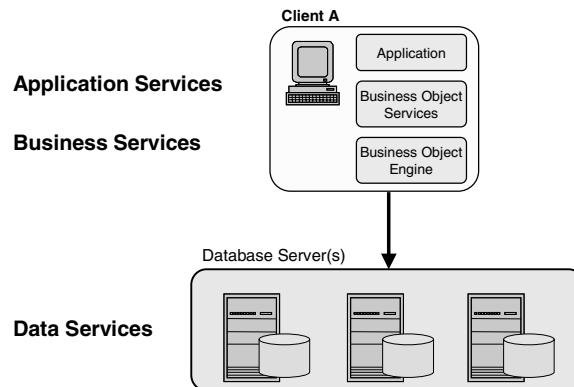 Client A
Application
Application Services
Business Object
Services
Business Services
Business Object
Engine
Database Server(s)
Data Services